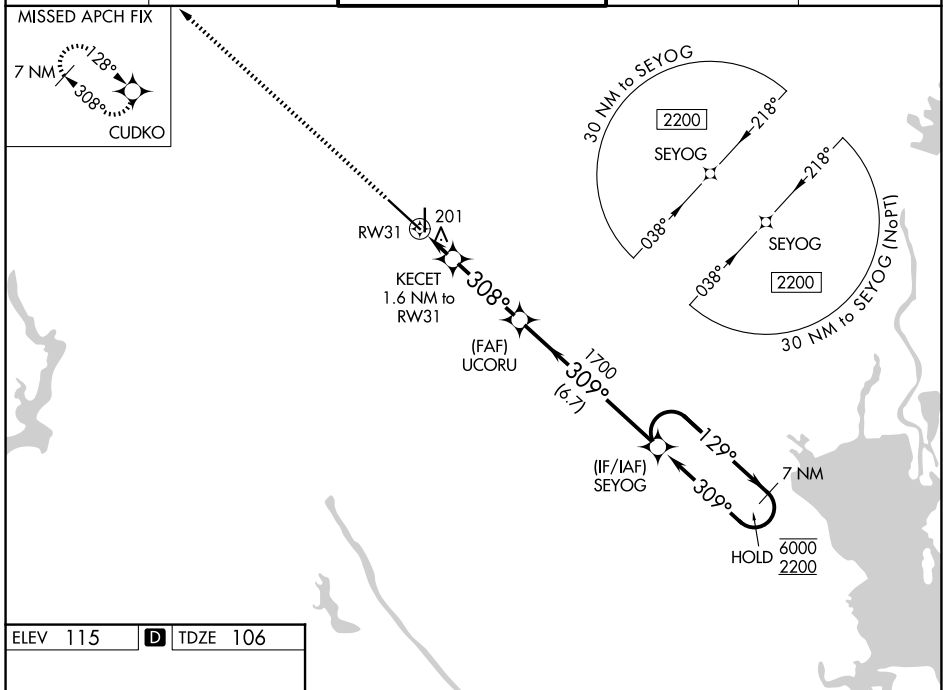 MISSED APCH FIX
7 NM
128°
308°
CUDKO
30 NM to SEYOG
2200
218°
SEYOG
038°
218°
SEYOG
038°
2200
30 NM to SEYOG (NoPT)
201
RW31
KECET
1.6 NM to
RW31
308°
(FAF)
UCORU
1700
309°
(6.7)
(IF/IAF)
SEYOG
129°
7 NM
309°
HOLD
6000
2200
ELEV 115 D TDZE 106